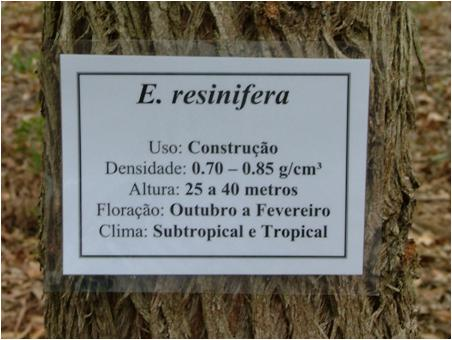 E. resinifera
Uso: Construção
Densidade: 0.70 – 0.85 g/cm³
Altura: 25 a 40 metros
Floração: Outubro a Fevereiro
Clima: Subtropical e Tropical